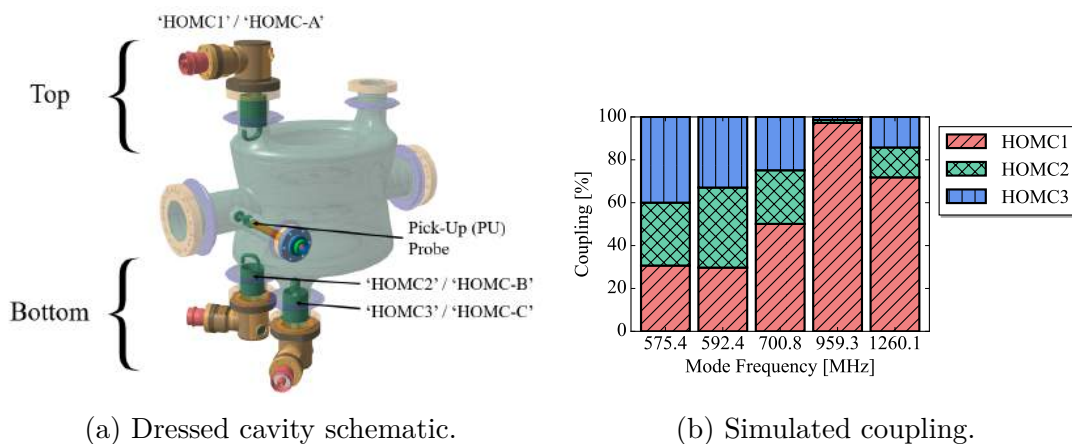 'HOMC1' / 'HOMC-A'
Top
Pick-Up (PU)
Probe
'HOMC2' / 'HOMC-B'
'HOMC3' / 'HOMC-C'
Bottom
(a) Dressed cavity schematic.
100
80
60
40
20
0
Coupling [%]
575.4 592.4 700.8 959.3 1260.1
Mode Frequency [MHz]
HOMC1
HOMC2
HOMC3
(b) Simulated coupling.